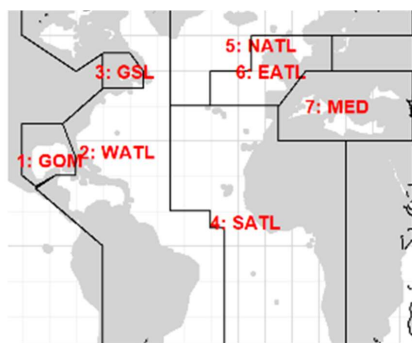 5: NATL
3: GSL
6: EATL
7: MED
1: GOM
2: WATL
4: SATL